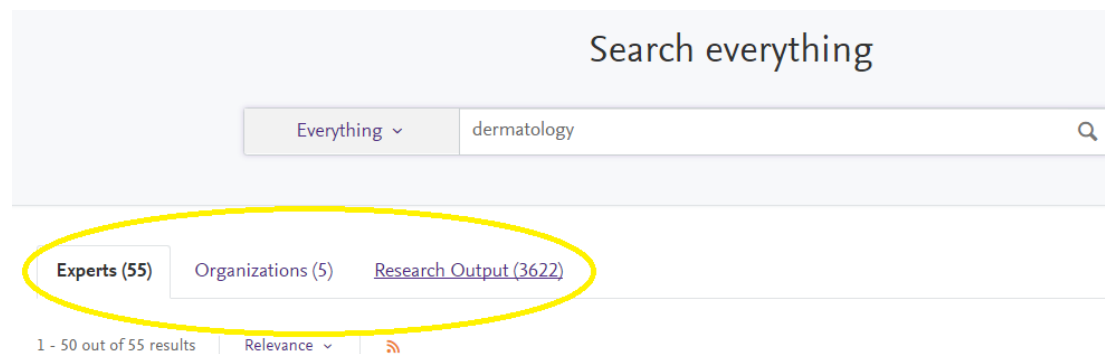 Search everything
Everything dermatology
Experts (55) Organizations (5) Research Output (3622)
1 - 50 out of 55 results Relevance